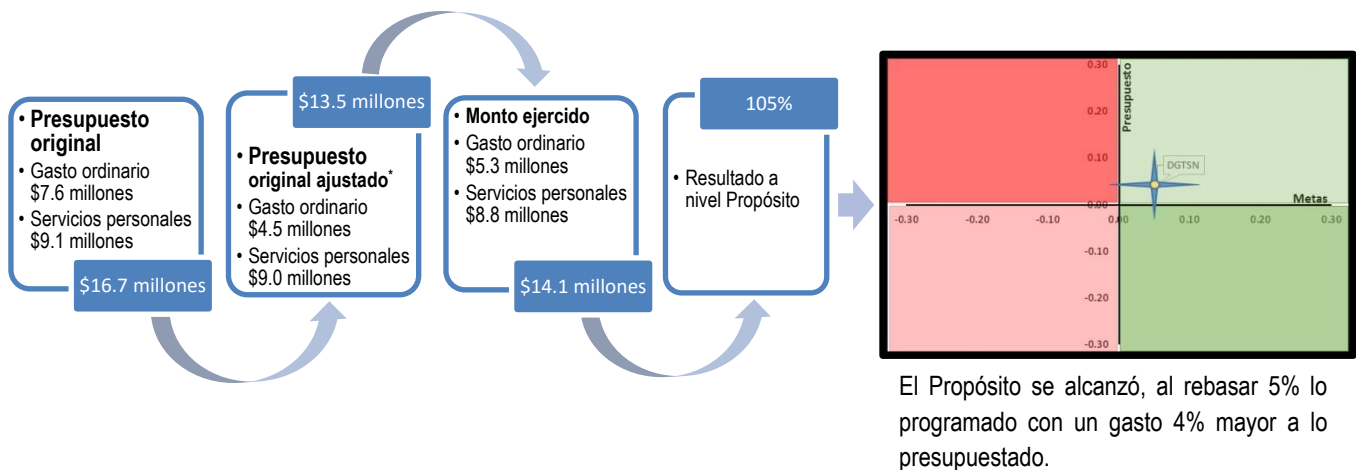 • Presupuesto
original
• Gasto ordinario
$7.6 millones
• Servicios personales
$9.1 millones
$16.7 millones
$13.5 millones
• Presupuesto
original ajustado*
• Gasto ordinario
$4.5 millones
• Servicios personales
$9.0 millones
• Monto ejercido
• Gasto ordinario
$5.3 millones
• Servicios personales
$8.8 millones
$14.1 millones
105%
• Resultado a
nivel Propósito
Presupuesto
0.30
0.20
0.10
0.00
-0.10
-0.20
-0.30
DGTSN
Metas
-0.30 -0.20 -0.10 0.00 0.10 0.20 0.30
El Propósito se alcanzó, al rebasar 5% lo
programado con un gasto 4% mayor a lo
presupuestado.